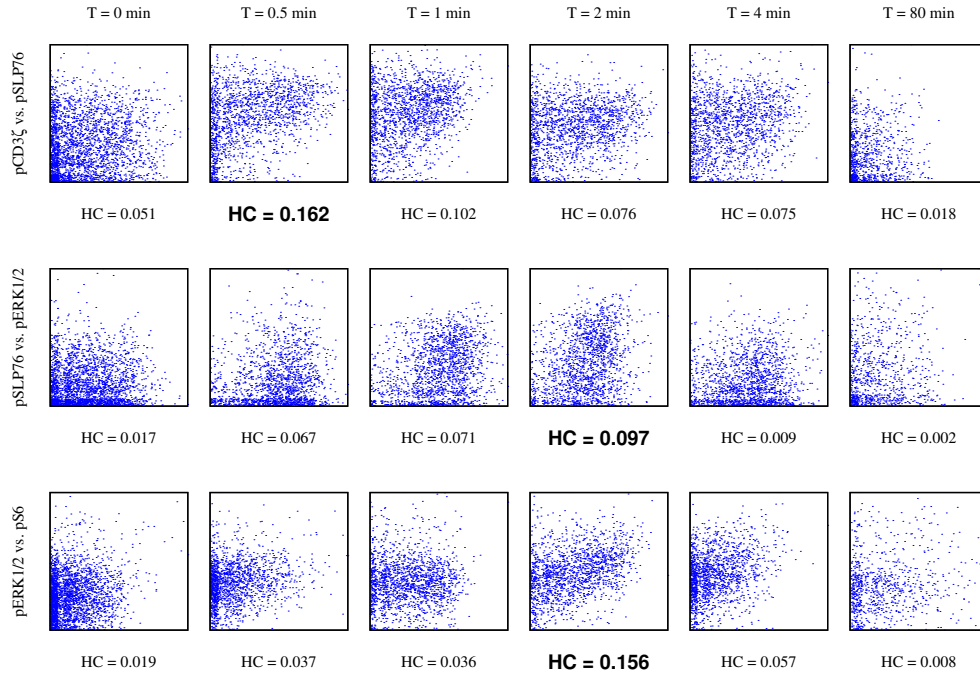 T = 0 min T = 0.5 min T = 1 min T = 2 min T = 4 min T = 80 min
pCD3ζ vs. pSLP76
HC = 0.051 HC = 0.162 HC = 0.102 HC = 0.076 HC = 0.075 HC = 0.018
pSLP76 vs. pERK1/2
HC = 0.017 HC = 0.067 HC = 0.071 HC = 0.097 HC = 0.009 HC = 0.002
pERK1/2 vs. pS6
HC = 0.019 HC = 0.037 HC = 0.036 HC = 0.156 HC = 0.057 HC = 0.008